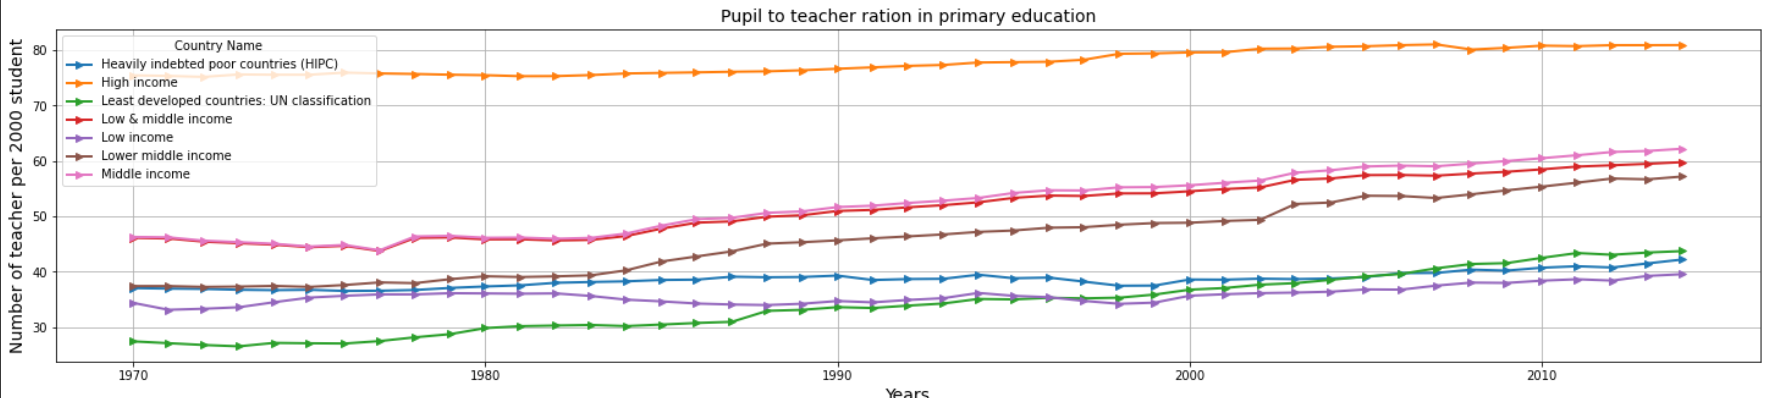 Pupil to teacher ration in primary education
Number of teacher per 2000 student
80
70
60
50
40
30
Country Name
Heavily indebted poor countries (HIPC)
High income
Least developed countries: UN classification
Low & middle income
Low income
Lower middle income
Middle income
1970
1980
1990
2000
2010
Years